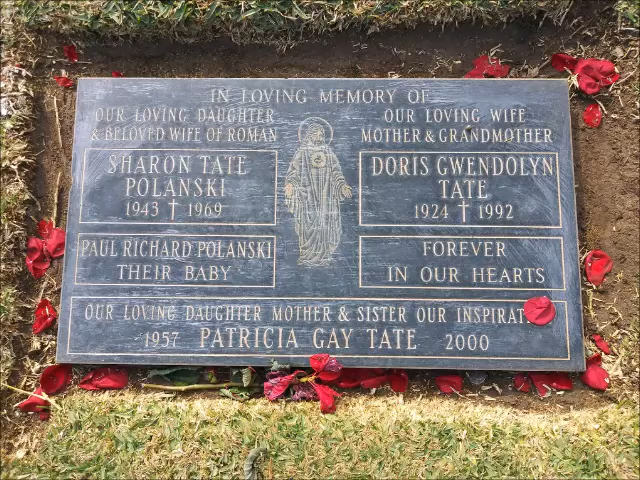 IN LOVING MEMORY OF
OUR LOVING DAUGHTER
& BELOVED WIFE OF ROMAN
SHARON TATE
POLANSKI
1943 † 1969
PAUL RICHARD POLANSKI
THEIR BABY
OUR LOVING WIFE
MOTHER & GRANDMOTHER
DORIS GWENDOLYN
TATE
1924 † 1992
FOREVER
IN OUR HEARTS
OUR LOVING DAUGHTER MOTHER & SISTER OUR
1957 PATRICIA GAY TATE 2000